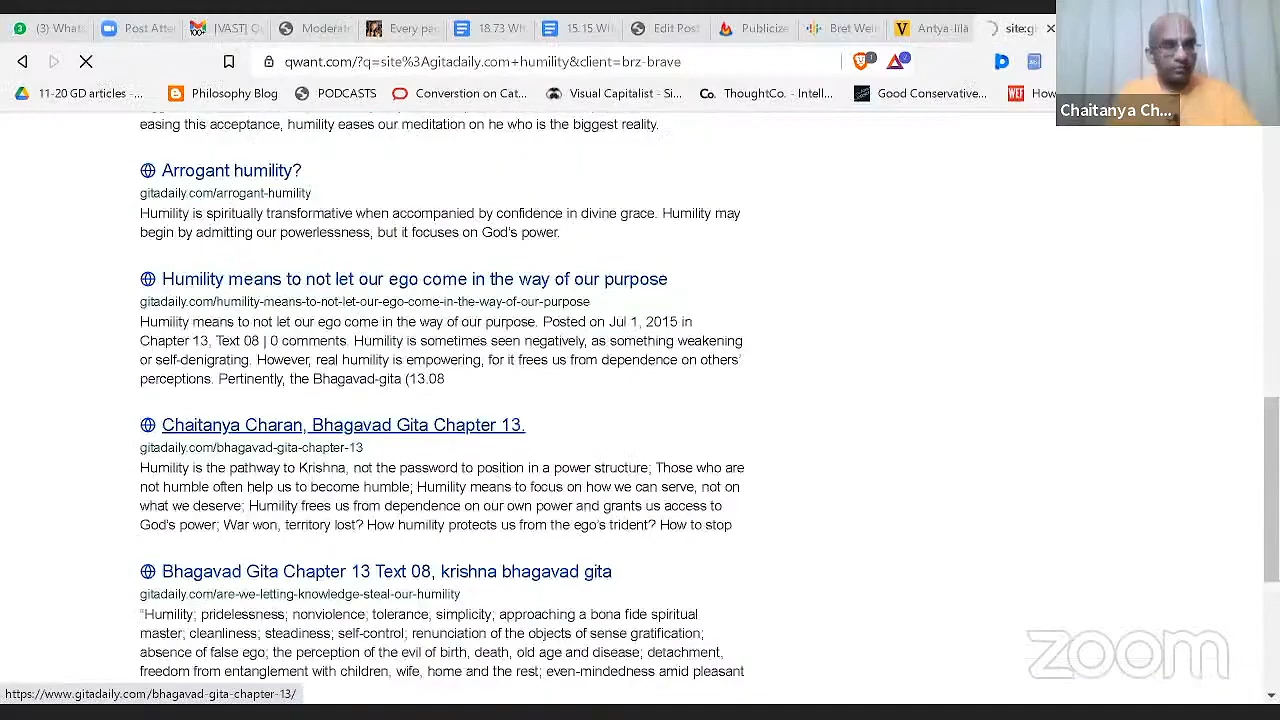 (3) What
Post Atter
[VAST] Q
Moderat
Every pa
18.73 Wh
15.15 Wh
Edit Post
Publicize
Bret Wein
Antya-līlā
site:g
qwant.com/?q=site%3Agitadaily.com+humility&client=brz-brave
11-20 GD articles -...
Philosophy Blog
PODCASTS
Converstion on Cat...
Visual Capitalist - Si...
Co. ThoughtCo. - Intell...
Good Conservative...
WEF How
Chaitanya Ch...
easing this acceptance, humility eases our meditation on he who is the biggest reality.
Arrogant humility?
gitadaily.com/arrogant-humility
Humility is spiritually transformative when accompanied by confidence in divine grace. Humility may
begin by admitting our powerlessness, but it focuses on God's power.
Humility means to not let our ego come in the way of our purpose
gitadaily.com/humility-means-to-not-let-our-ego-come-in-the-way-of-our-purpose
Humility means to not let our ego come in the way of our purpose. Posted on Jul 1, 2015 in
Chapter 13, Text 08 | 0 comments. Humility is sometimes seen negatively, as something weakening
or self-denigrating. However, real humility is empowering, for it frees us from dependence on others'
perceptions. Pertinently, the Bhagavad-gita (13.08
Chaitanya Charan, Bhagavad Gita Chapter 13.
gitadaily.com/bhagavad-gita-chapter-13
Humility is the pathway to Krishna, not the password to position in a power structure; Those who are
not humble often help us to become humble; Humility means to focus on how we can serve, not on
what we deserve; Humility frees us from dependence on our own power and grants us access to
God's power; War won, territory lost? How humility protects us from the ego's trident? How to stop
Bhagavad Gita Chapter 13 Text 08, krishna bhagavad gita
gitadaily.com/are-we-letting-knowledge-steal-our-humility
"Humility; pridelessness; nonviolence; tolerance; simplicity; approaching a bona fide spiritual
master; cleanliness; steadiness; self-control; renunciation of the objects of sense gratification;
absence of false ego; the perception of the evil of birth, death, old age and disease; detachment;
freedom from entanglement with children, wife, home and the rest; even-mindedness amid pleasant
zoom
https://www.gitadaily.com/bhagavad-gita-chapter-13/